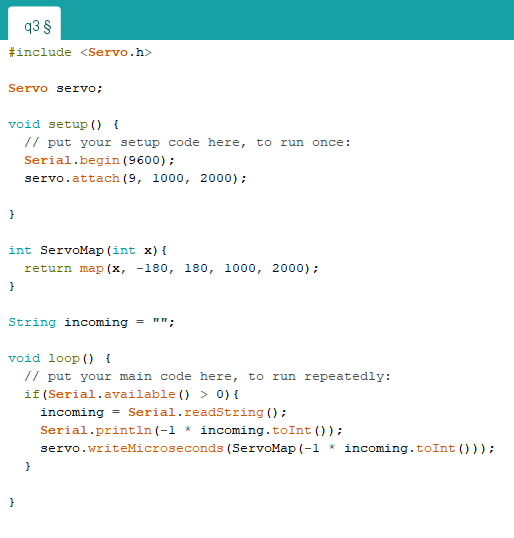 q3 §
#include <Servo.h>
Servo servo;
void setup() {
// put your setup code here, to run once:
Serial.begin(9600);
servo.attach(9, 1000, 2000);
}
int ServoMap(int x){
return map(x, -180, 180, 1000, 2000);
}
String incoming = "";
void loop() {
// put your main code here, to run repeatedly:
if(Serial.available() > 0){
incoming = Serial.readString();
Serial.println(-1 * incoming.toInt());
servo.writeMicroseconds(ServoMap(-1 * incoming.toInt()));
}
}